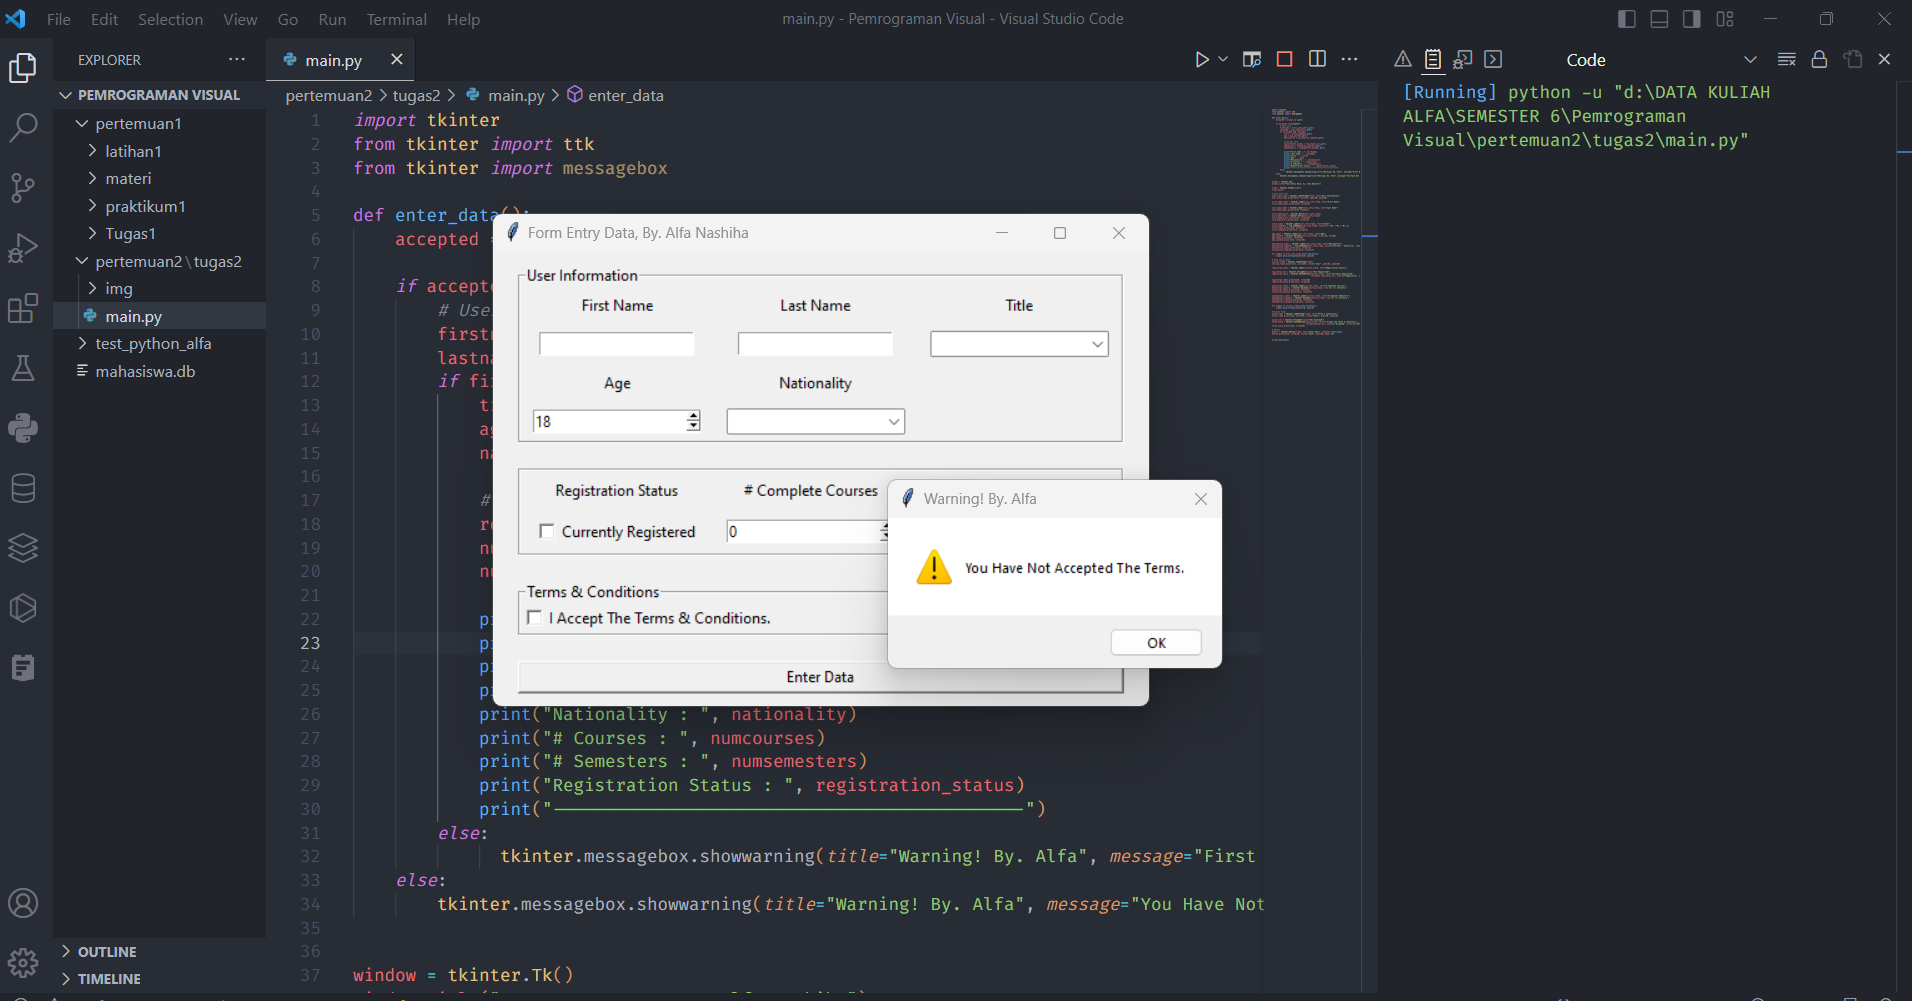 File Edit Selection View Go Run Terminal Help
main.py - Pemrograman Visual - Visual Studio Code
EXPLORER
PEMROGRAMAN VISUAL
pertemuan1
latihan1
materi
praktikum1
Tugas1
pertemuan2\tugas2
img
main.py
test_python_alfa
mahasiswa.db
OUTLINE
TIMELINE
main.py
pertemuan2 > tugas2 > main.py > enter_data
1 import tkinter
2 from tkinter import ttk
3 from tkinter import messagebox
4
5 def enter_data():
6 accepted =
7
8 if accept
9 # Use
10 first
11 lastn
12 if fi
13
14
15
16
17 #
18
19
20
21
22
23
24
25
26 print("Nationality : ", nationality)
27 print("# Courses : ", numcourses)
28 print("# Semesters : ", numsemesters)
29 print("Registration Status : ", registration_status)
30 print("─────────────────────────────────────────────")
31 else:
32 tkinter.messagebox.showwarning(title="Warning! By. Alfa", message="First
33 else:
34 tkinter.messagebox.showwarning(title="Warning! By. Alfa", message="You Have Not
35
36
37 window = tkinter.Tk()
Form Entry Data, By. Alfa Nashiha
User Information
First Name Last Name Title
Age Nationality
18
Registration Status # Complete Courses
Currently Registered 0
Terms & Conditions
I Accept The Terms & Conditions.
Enter Data
Warning! By. Alfa
You Have Not Accepted The Terms.
OK
Code
[Running] python -u "d:\DATA KULIAH
ALFA\SEMESTER 6\Pemrograman
Visual\pertemuan2\tugas2\main.py"